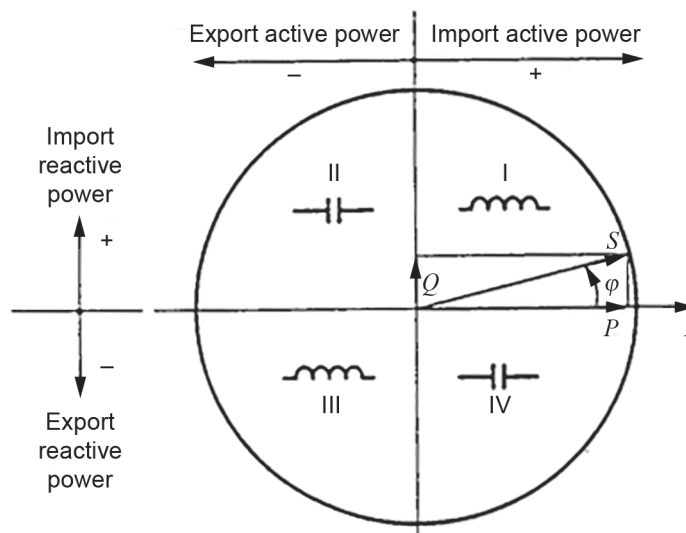 Export active power
Import active power
–
+
Import
reactive
power
+
–
Export
reactive
power
II
I
S
Q
φ
P
III
IV